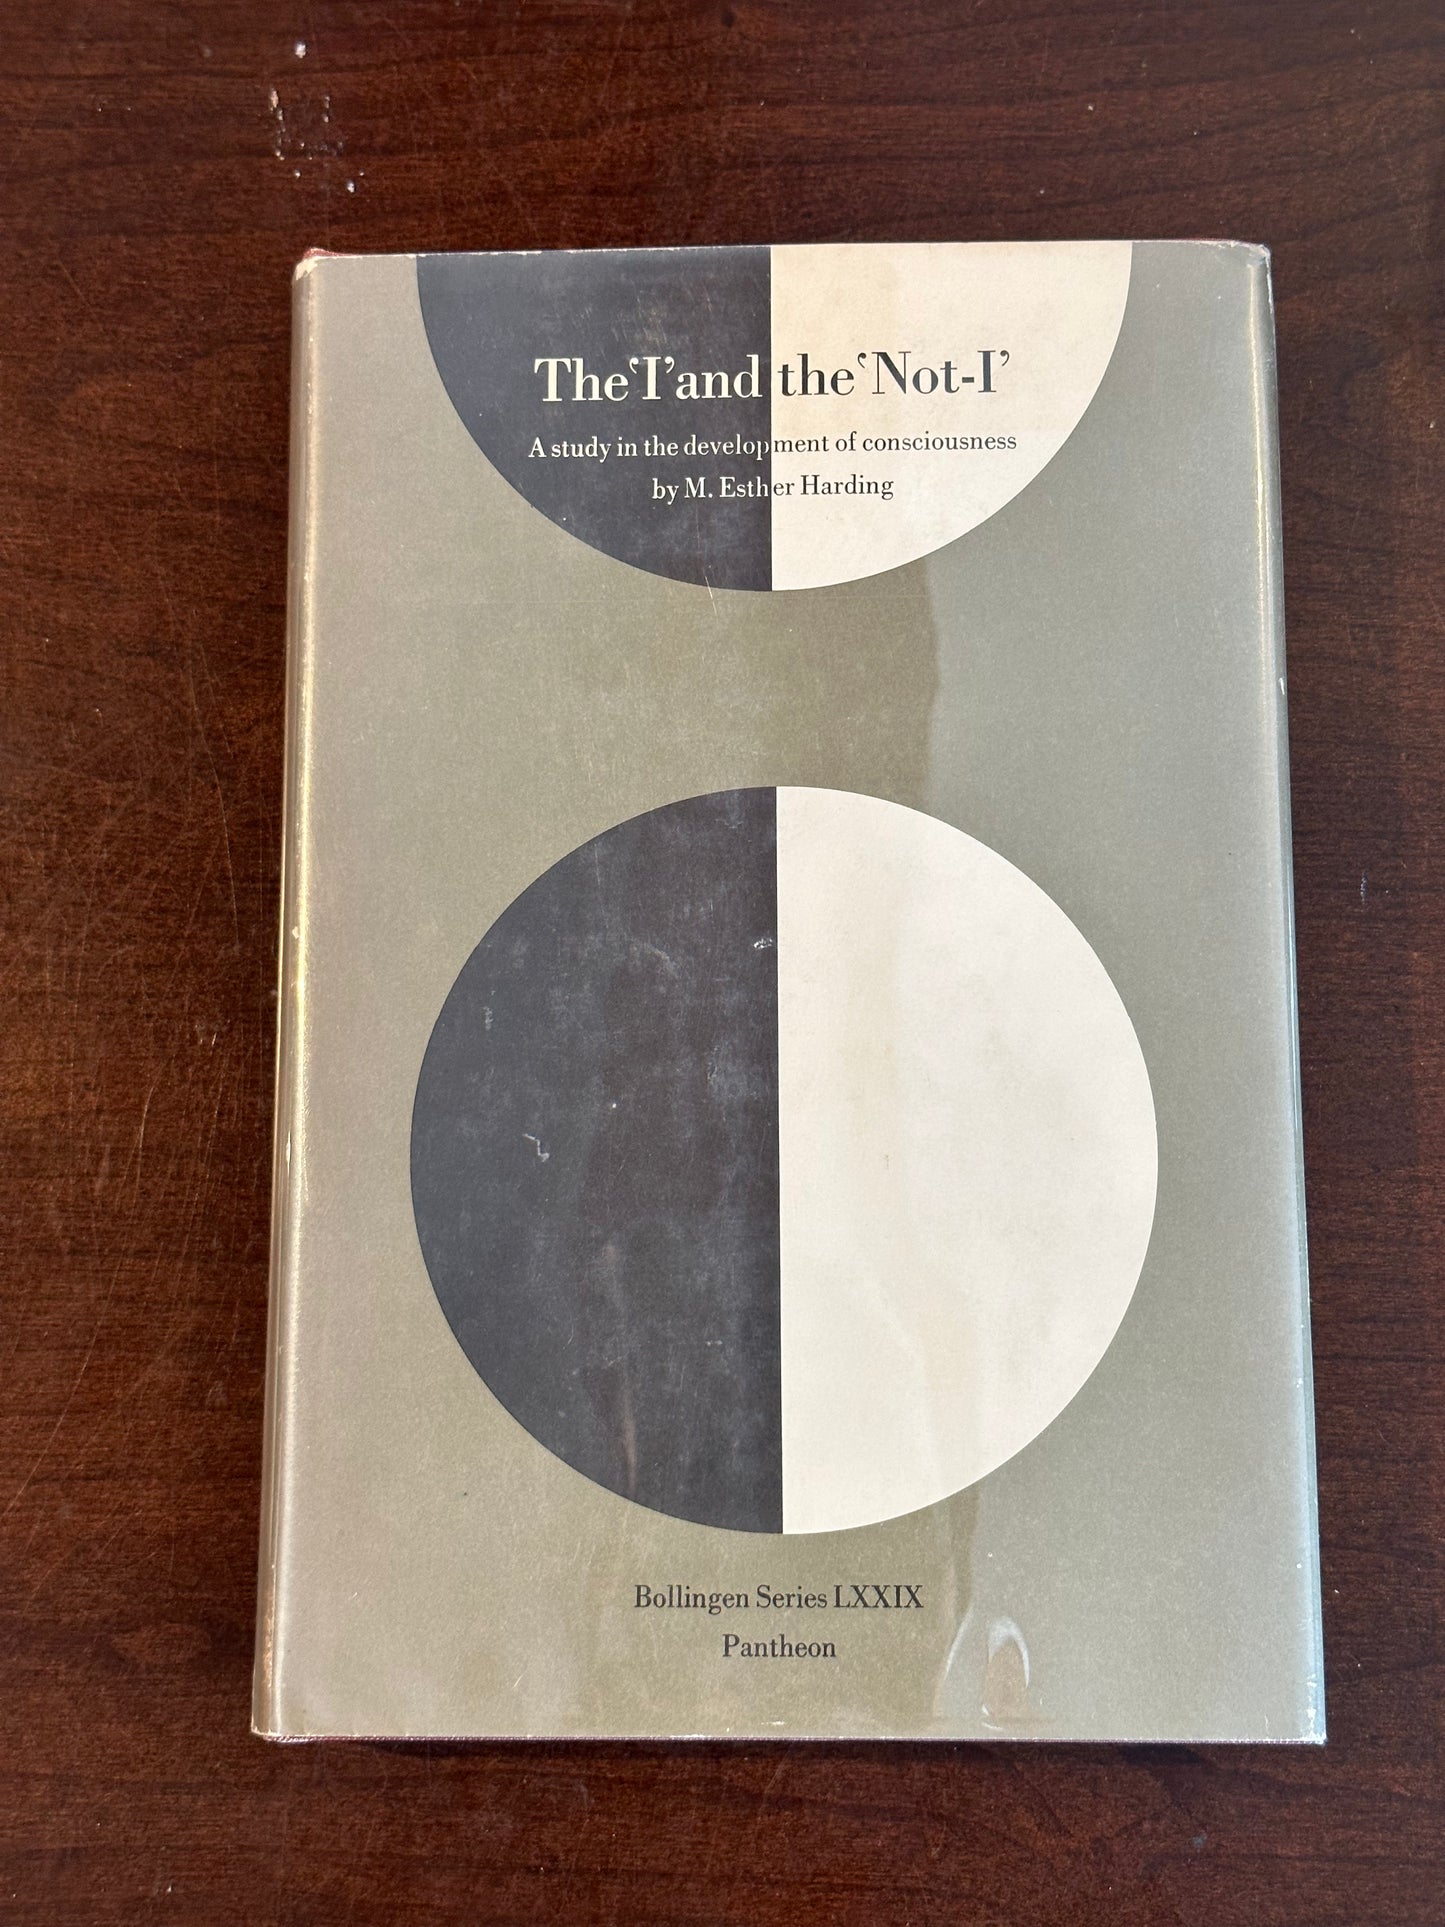 The ‘I’ and the ‘Not-I’
A study in the development of consciousness
by M. Esther Harding
Bollingen Series LXXIX
Pantheon